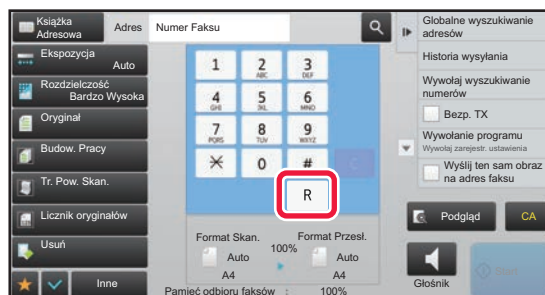 Książka
Adresowa
Adres
Numer Faksu
Ekspozycja
Auto
Rozdzielczość
Bardzo Wysoka
Oryginał
Budow. Pracy
Tr. Pow. Skan.
Licznik oryginałów
Usuń
Inne
1
2
ABC
3
DEF
4
GHI
5
JKL
6
MNO
7
PQRS
8
TUV
9
WXYZ
0
#
C
R
Format Skan.
100%
Format Przesł.
Auto
Auto
A4
A4
Pamięć odbioru faksów : 100%
Globalne wyszukiwanie
adresów
Historia wysyłania
Wywołaj wyszukiwanie
numerów
Bezp. TX
Wywołanie programu
Wywołaj zarejestr. ustawienia
Wyślij ten sam obraz
na adres faksu
Podgląd
CA
Głośnik
Start